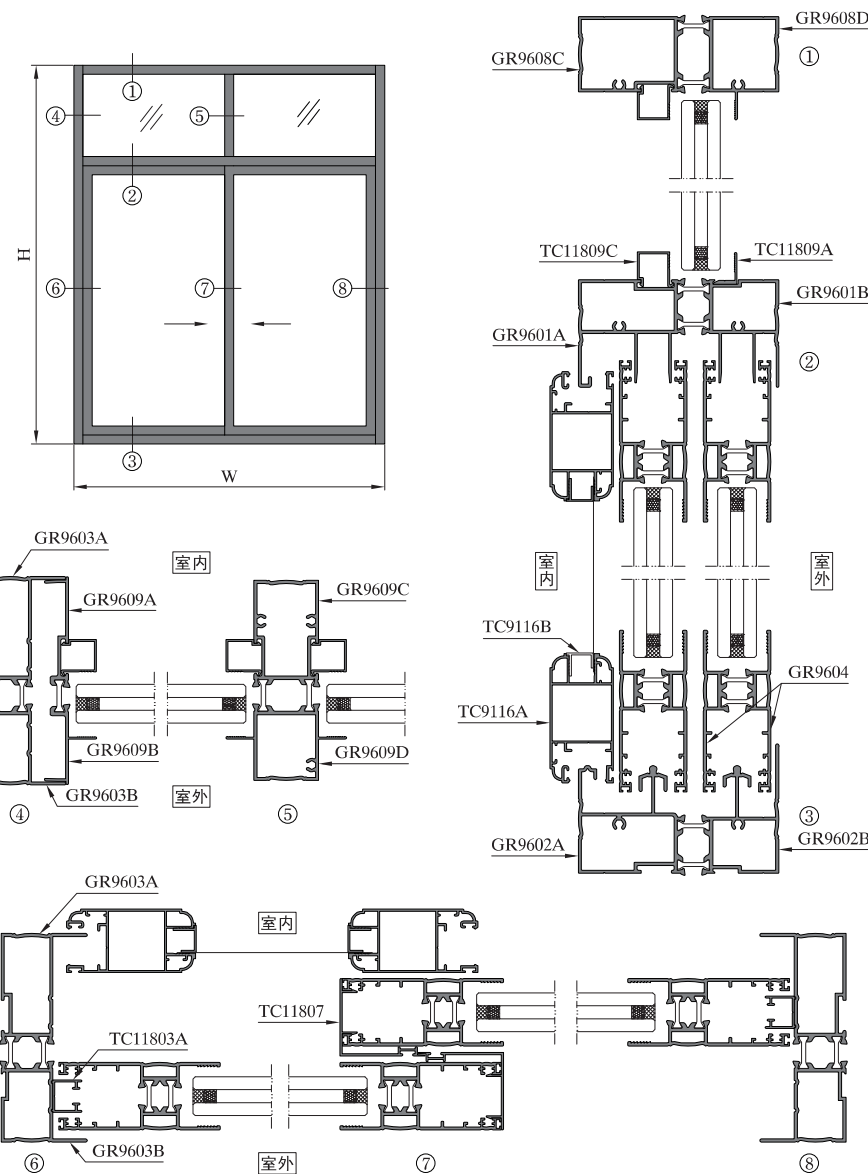 ①
④
⑤
②
H
⑥
⑦
⑧
③
W
GR9608D
GR9608C
①
TC11809C
TC11809A
GR9601B
GR9601A
②
室内
室外
TC9116B
GR9604
TC9116A
③
GR9602A
GR9602B
GR9603A
室内
GR9609A
GR9609C
GR9609B
GR9609D
GR9603B
室外
④
⑤
GR9603A
室内
TC11807
TC11803A
GR9603B
室外
⑥
⑦
⑧